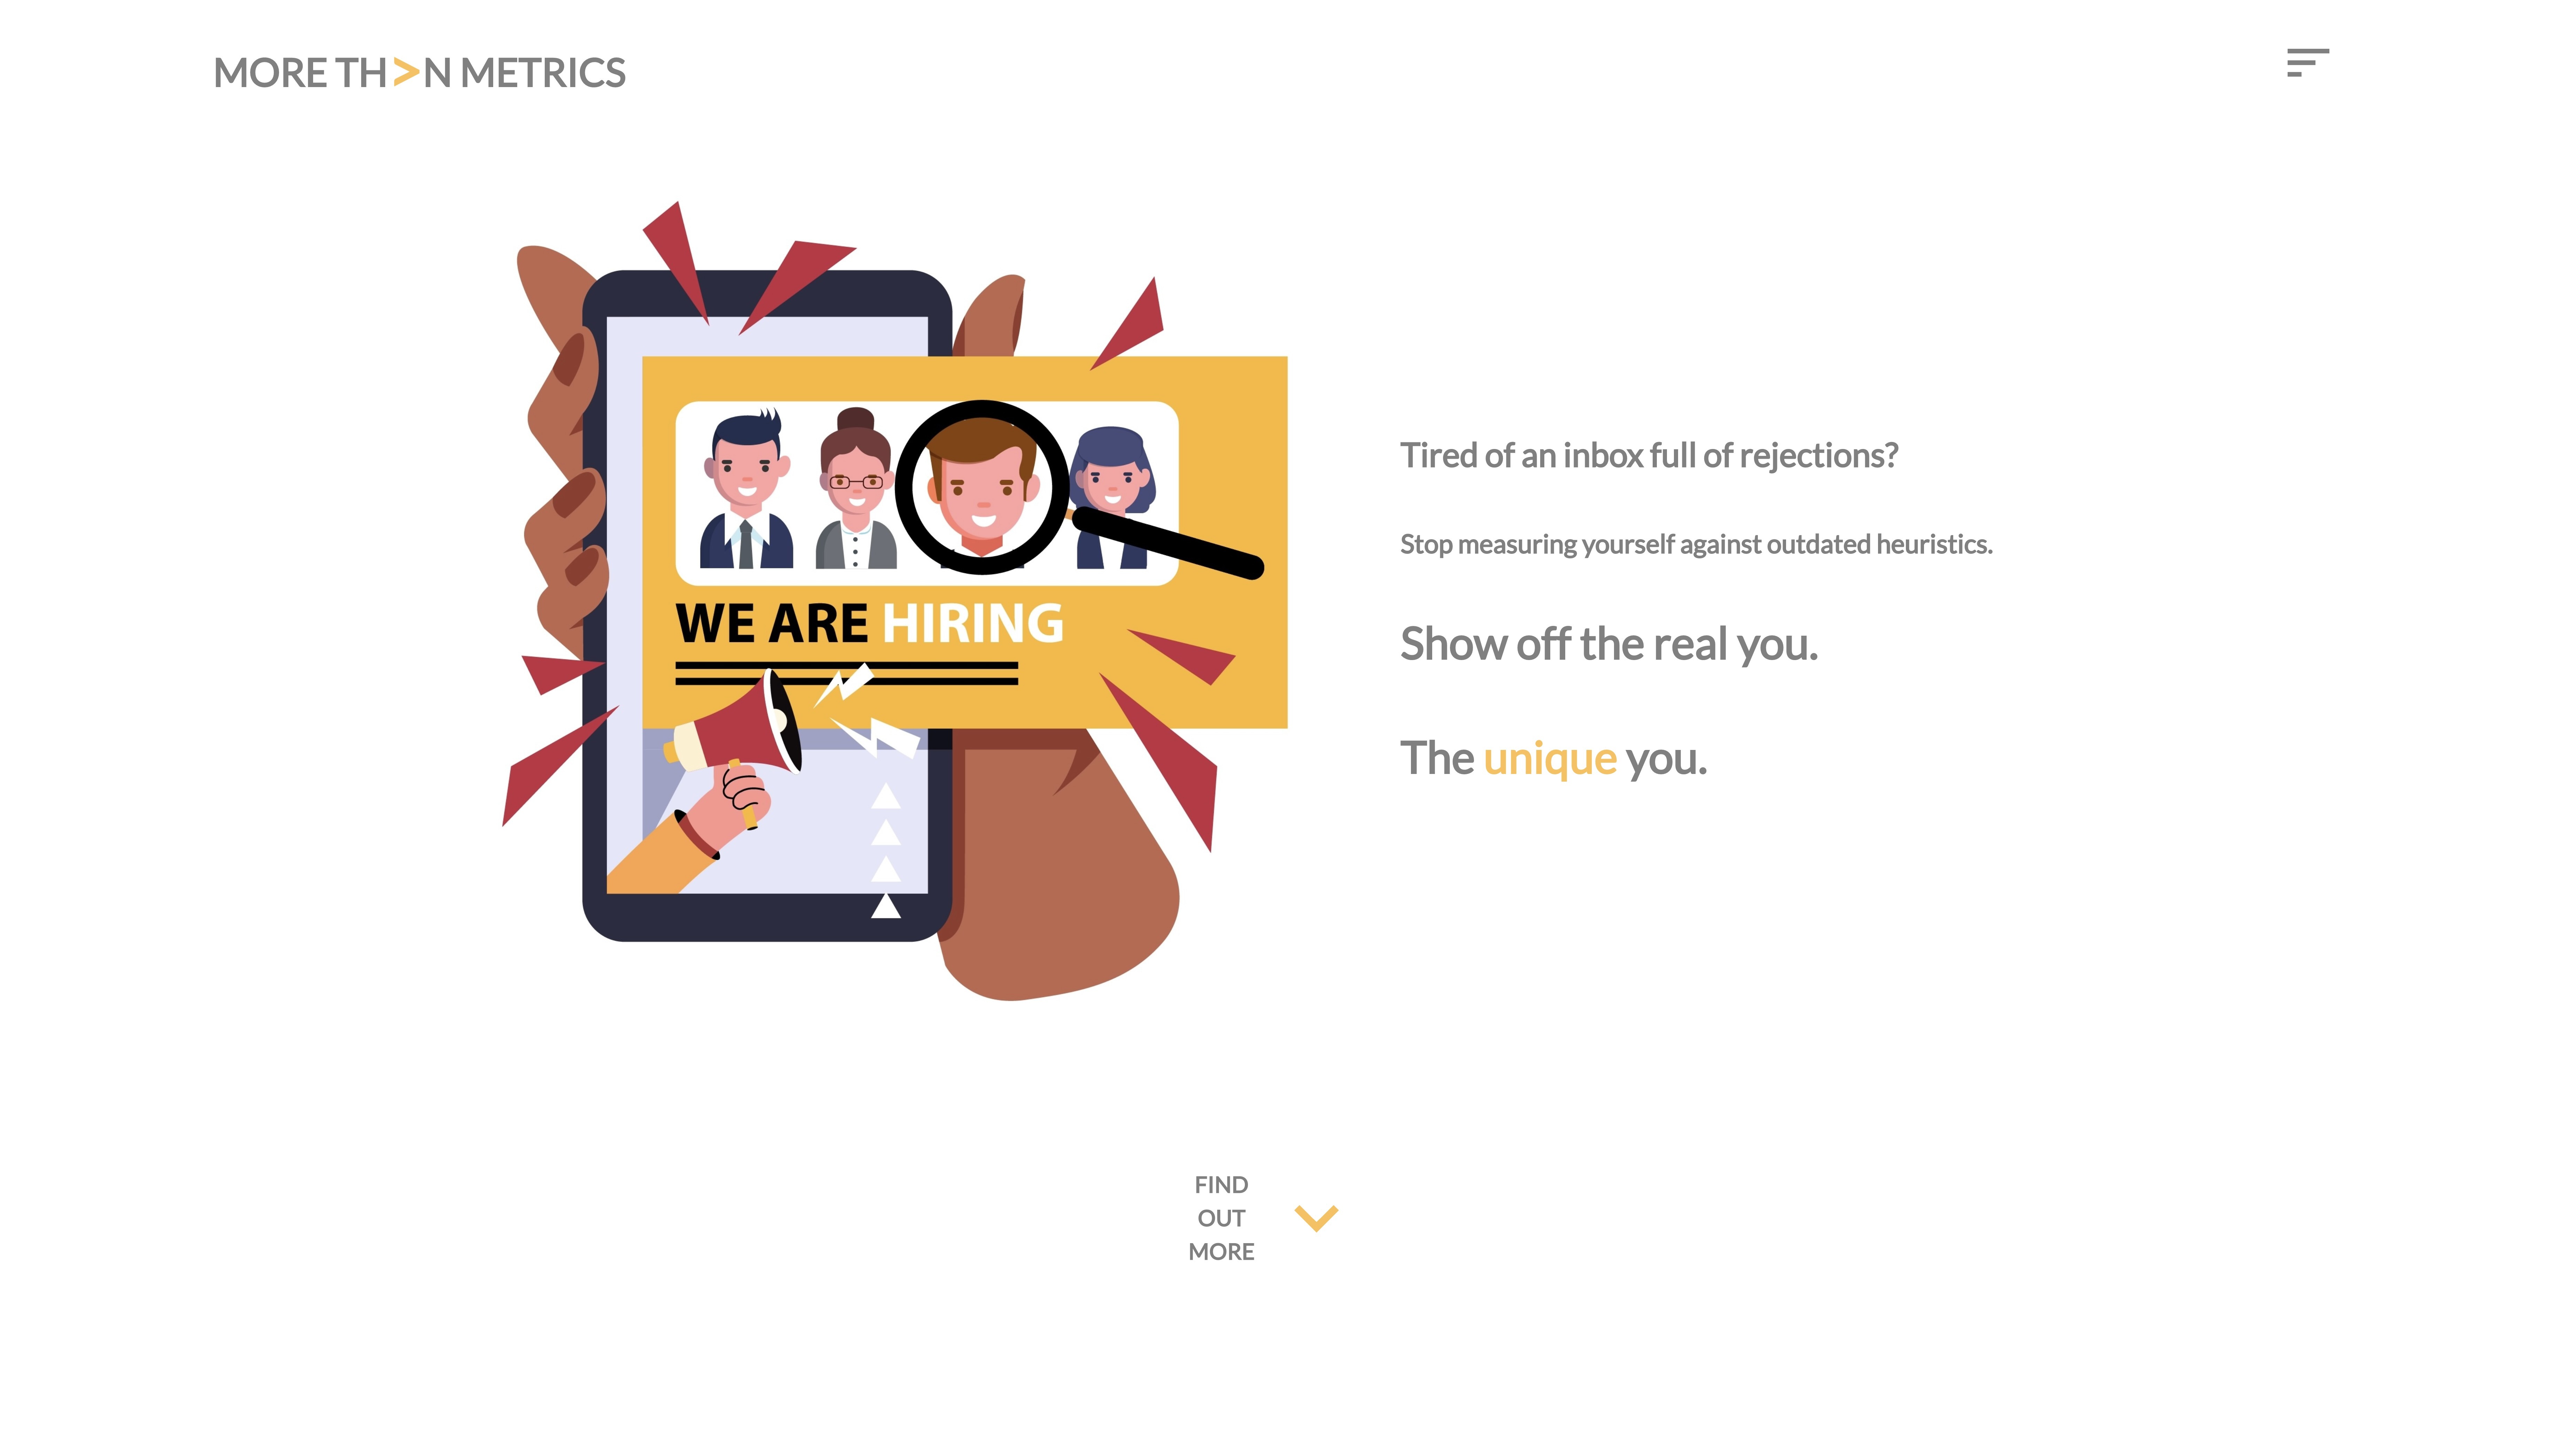 MORE TH>N METRICS
WE ARE HIRING
Tired of an inbox full of rejections?
Stop measuring yourself against outdated heuristics.
Show off the real you.
The unique you.
FIND
OUT
MORE